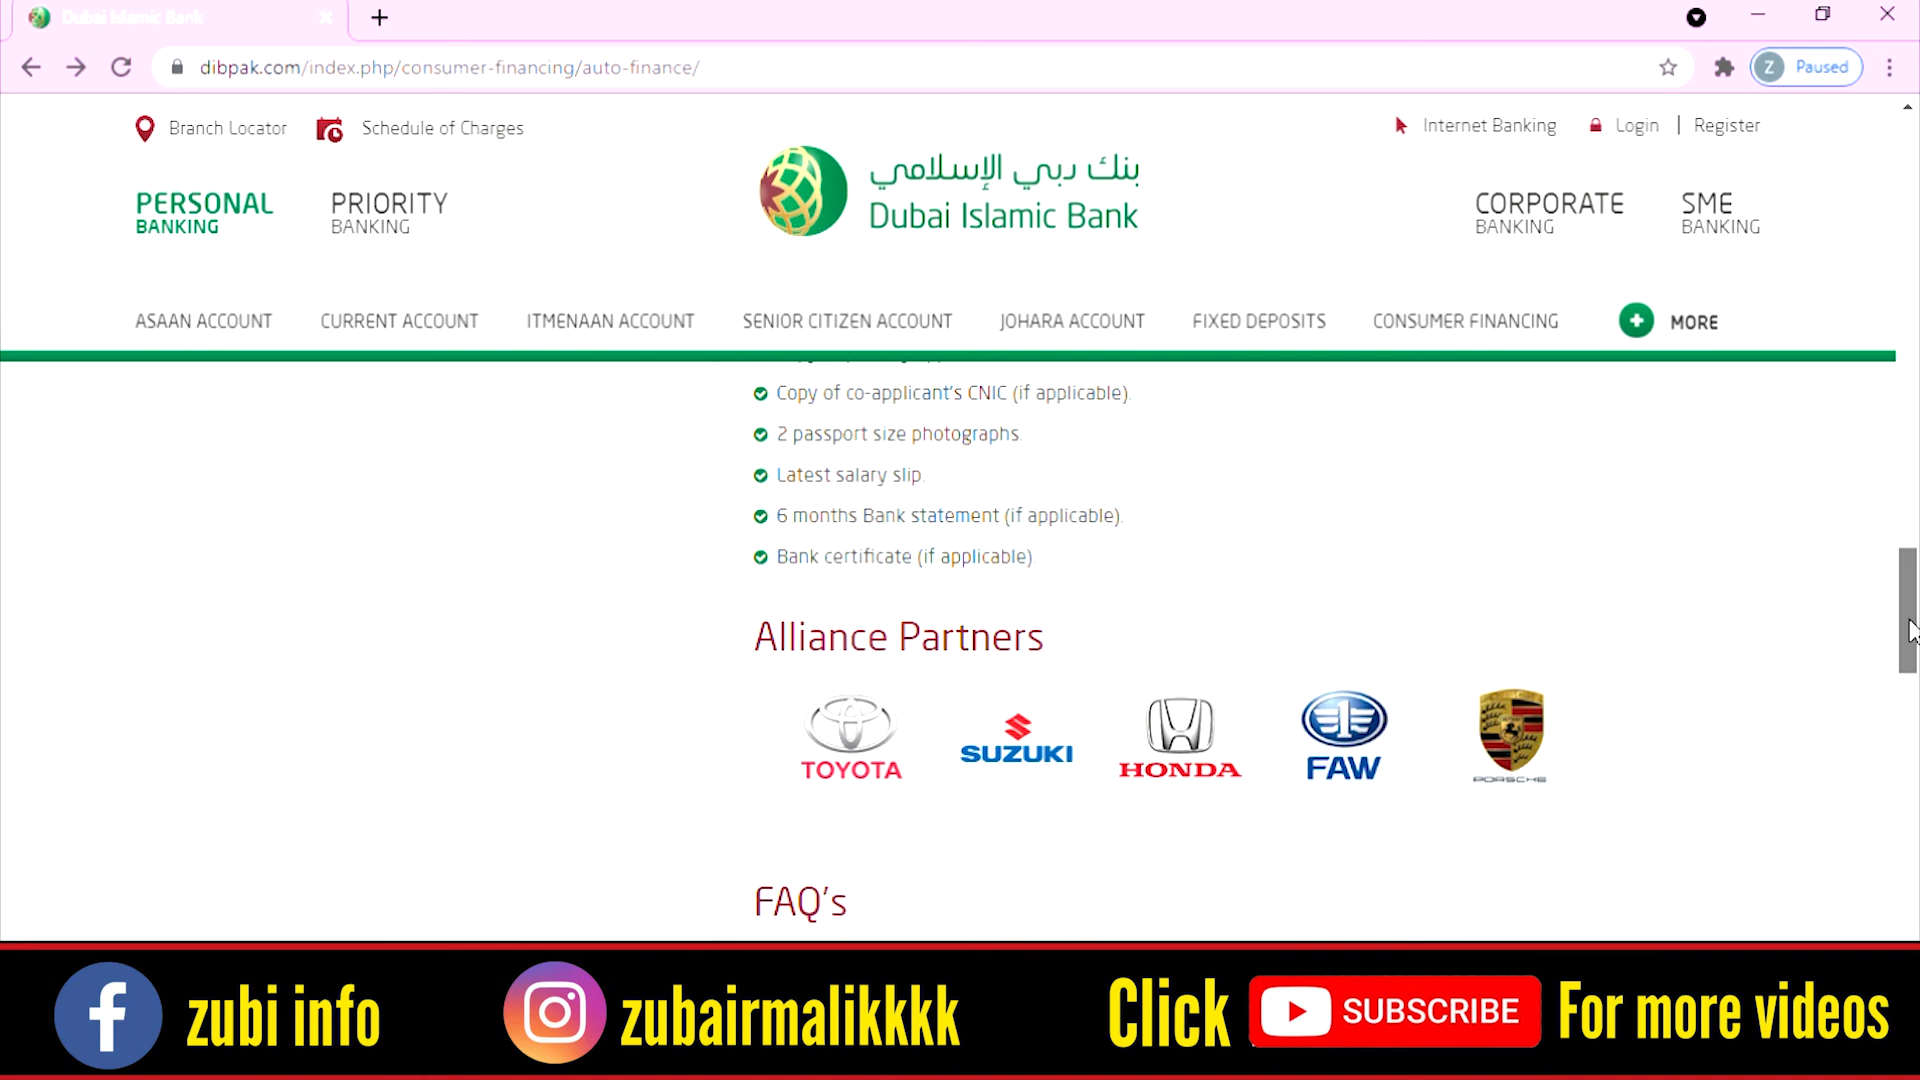 Dubai Islamic Bank
dibpak.com/index.php/consumer-financing/auto-finance/
Z Paused
Branch Locator
Schedule of Charges
Internet Banking
Login | Register
PERSONAL
BANKING
PRIORITY
BANKING
بنك دبي الإسلامي
Dubai Islamic Bank
CORPORATE
BANKING
SME
BANKING
ASAAN ACCOUNT
CURRENT ACCOUNT
ITMENAAN ACCOUNT
SENIOR CITIZEN ACCOUNT
JOHARA ACCOUNT
FIXED DEPOSITS
CONSUMER FINANCING
MORE
Copy of co-applicant's CNIC (if applicable).
2 passport size photographs.
Latest salary slip.
6 months Bank statement (if applicable).
Bank certificate (if applicable).
Alliance Partners
TOYOTA
SUZUKI
HONDA
FAW
PORSCHE
FAQ's
zubi info
zubairmalikkkk
Click SUBSCRIBE For more videos